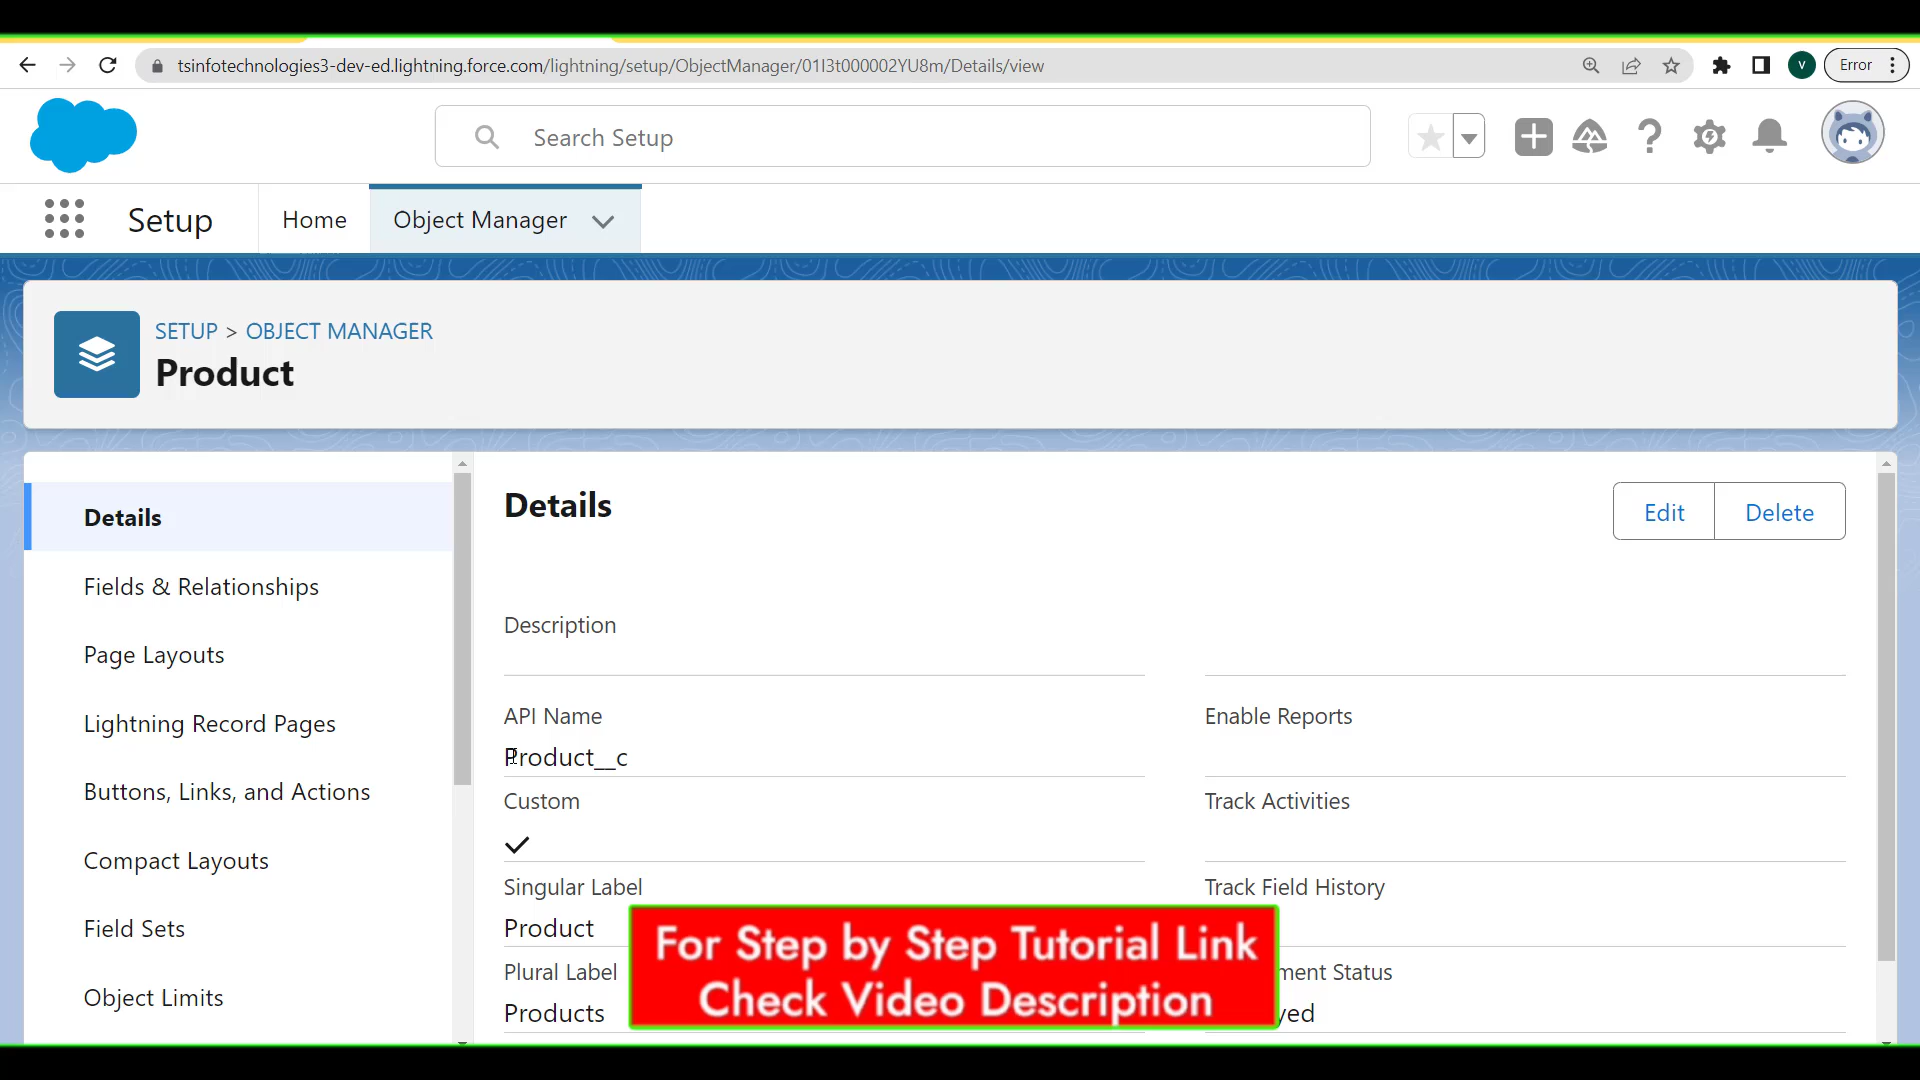 tsinfotechnologies3-dev-ed.lightning.force.com/lightning/setup/ObjectManager/01I3t000002YU8m/Details/view
V
Error
Search Setup
Setup
Home
Object Manager
SETUP > OBJECT MANAGER
Product
Details
Fields & Relationships
Page Layouts
Lightning Record Pages
Buttons, Links, and Actions
Compact Layouts
Field Sets
Object Limits
Details
Edit
Delete
Description
API Name
Product__c
Custom
Singular Label
Product
Plural Label
Products
Enable Reports
Track Activities
Track Field History
ment Status
yed
For Step by Step Tutorial Link
Check Video Description